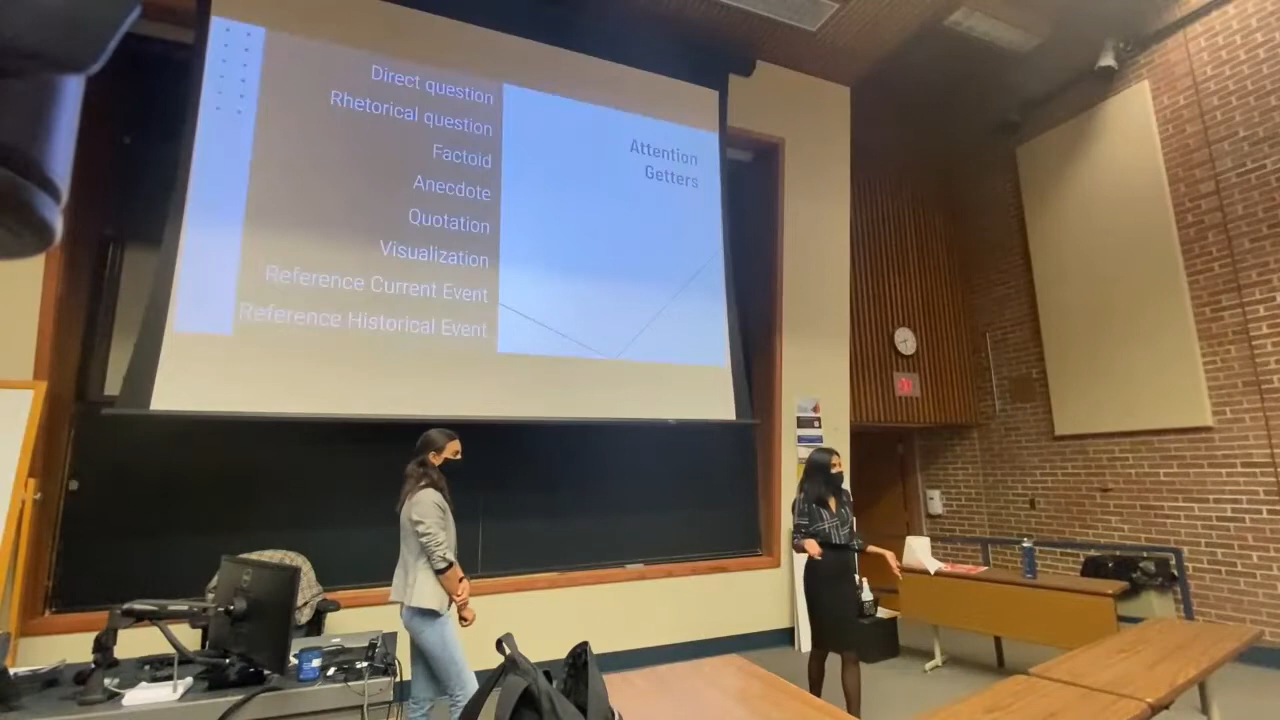 Direct question
Rhetorical question
Factoid
Anecdote
Quotation
Visualization
Reference Current Event
Reference Historical Event
Attention
Getters